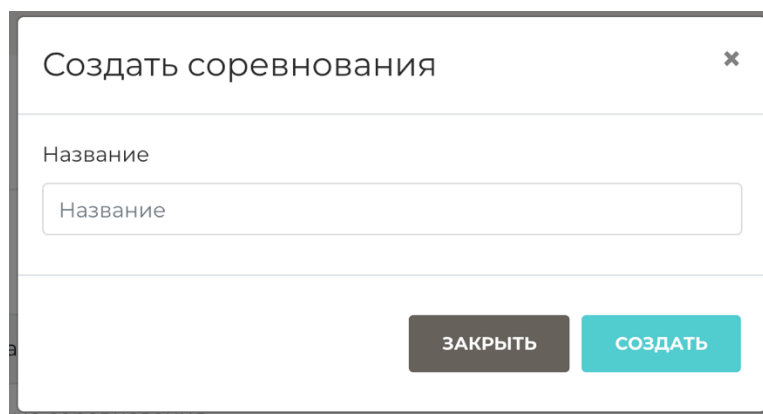 Создать соревнования
×
Название
Название
ЗАКРЫТЬ СОЗДАТЬ